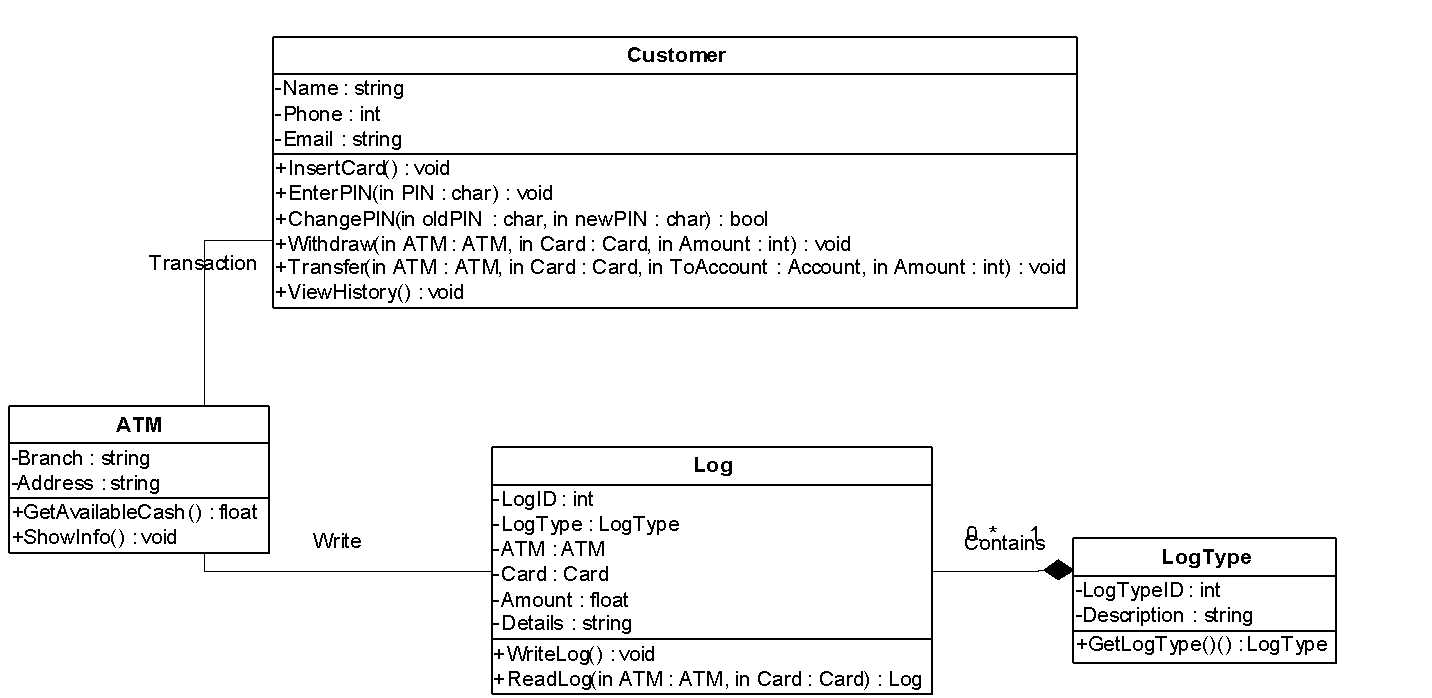 Customer
-Name : string
-Phone : int
-Email : string
+InsertCard() : void
+EnterPIN(in PIN : char) : void
+ChangePIN(in oldPIN : char, in newPIN : char) : bool
+Withdraw(in ATM : ATM, in Card : Card, in Amount : int) : void
+Transfer(in ATM : ATM, in Card : Card, in ToAccount : Account, in Amount : int) : void
+ViewHistory() : void
Transaction
ATM
-Branch : string
-Address : string
+GetAvailableCash() : float
+ShowInfo() : void
Write
Log
-LogID : int
-LogType : LogType
-ATM : ATM
-Card : Card
-Amount : float
-Details : string
+WriteLog() : void
+ReadLog(in ATM : ATM, in Card : Card) : Log
0..* 1
Contains
LogType
-LogTypeID : int
-Description : string
+GetLogType()() : LogType